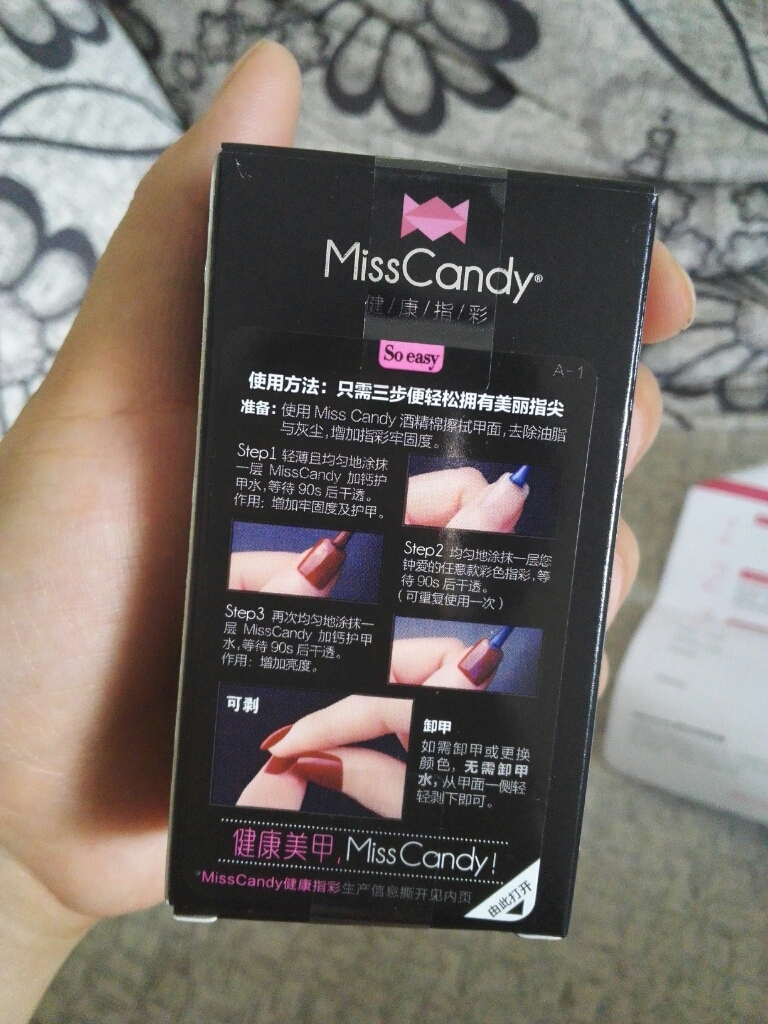 MissCandy®
健/康/指/彩
So easy
A-1
使用方法：只需三步便轻松拥有美丽指尖
准备：使用 Miss Candy 酒精棉擦拭甲面,去除油脂
与灰尘,增加指彩牢固度。
Step1 轻薄且均匀地涂抹
一层 MissCandy 加钙护
甲水,等待 90s 后干透。
作用：增加牢固度及护甲。
Step2 均匀地涂抹一层您
钟爱的任意款彩色指彩,等
待 90s 后干透。
(可重复使用一次)
Step3 再次均匀地涂抹一
层 MissCandy 加钙护甲
水,等待 90s 后干透。
作用：增加亮度。
可剥
卸甲
如需卸甲或更换
颜色，无需卸甲
水，从甲面一侧轻
轻剥下即可。
健康美甲, MissCandy!
*MissCandy健康指彩生产信息撕开见内页
由此打开